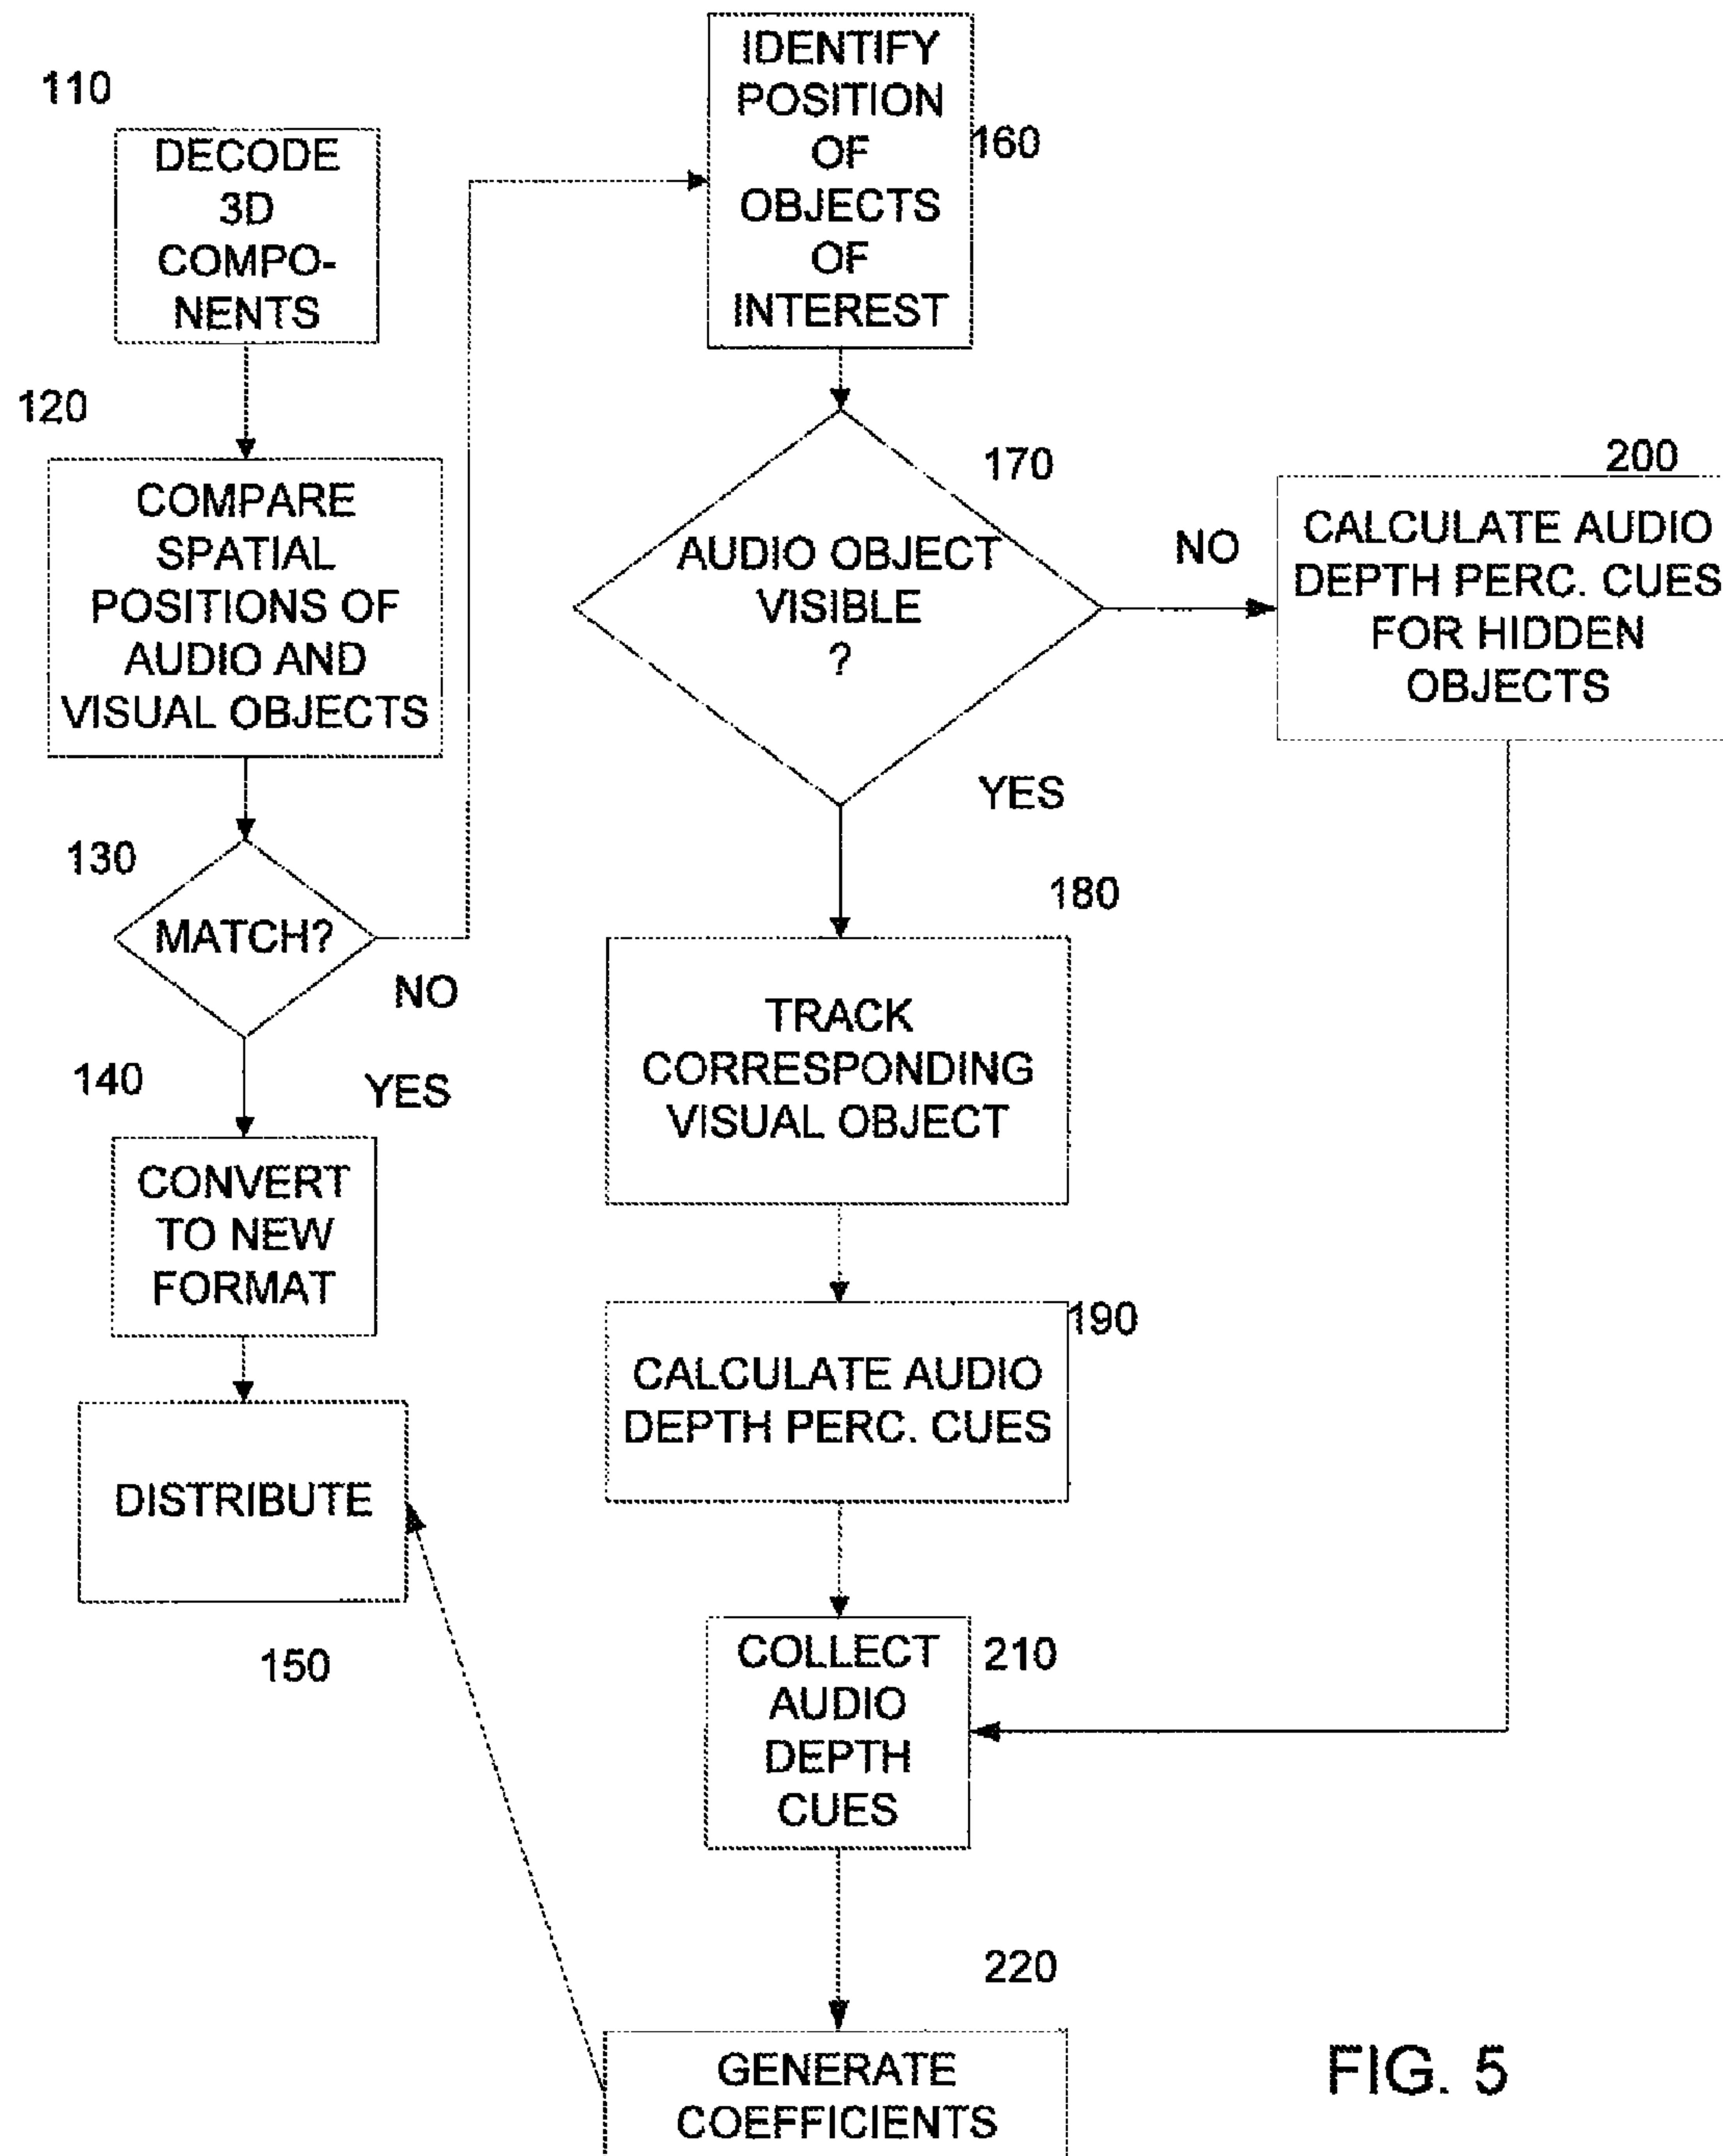 110
DECODE
3D
COMPO-
NENTS
120
COMPARE
SPATIAL
POSITIONS OF
AUDIO AND
VISUAL OBJECTS
130
MATCH?
NO
140
YES
CONVERT
TO NEW
FORMAT
DISTRIBUTE
150
IDENTIFY
POSITION
OF
OBJECTS
OF
INTEREST
160
170
AUDIO OBJECT
VISIBLE
?
NO
YES
200
CALCULATE AUDIO
DEPTH PERC. CUES
FOR HIDDEN
OBJECTS
180
TRACK
CORRESPONDING
VISUAL OBJECT
190
CALCULATE AUDIO
DEPTH PERC. CUES
COLLECT
AUDIO
DEPTH
CUES
210
220
GENERATE
COEFFICIENTS
FIG. 5